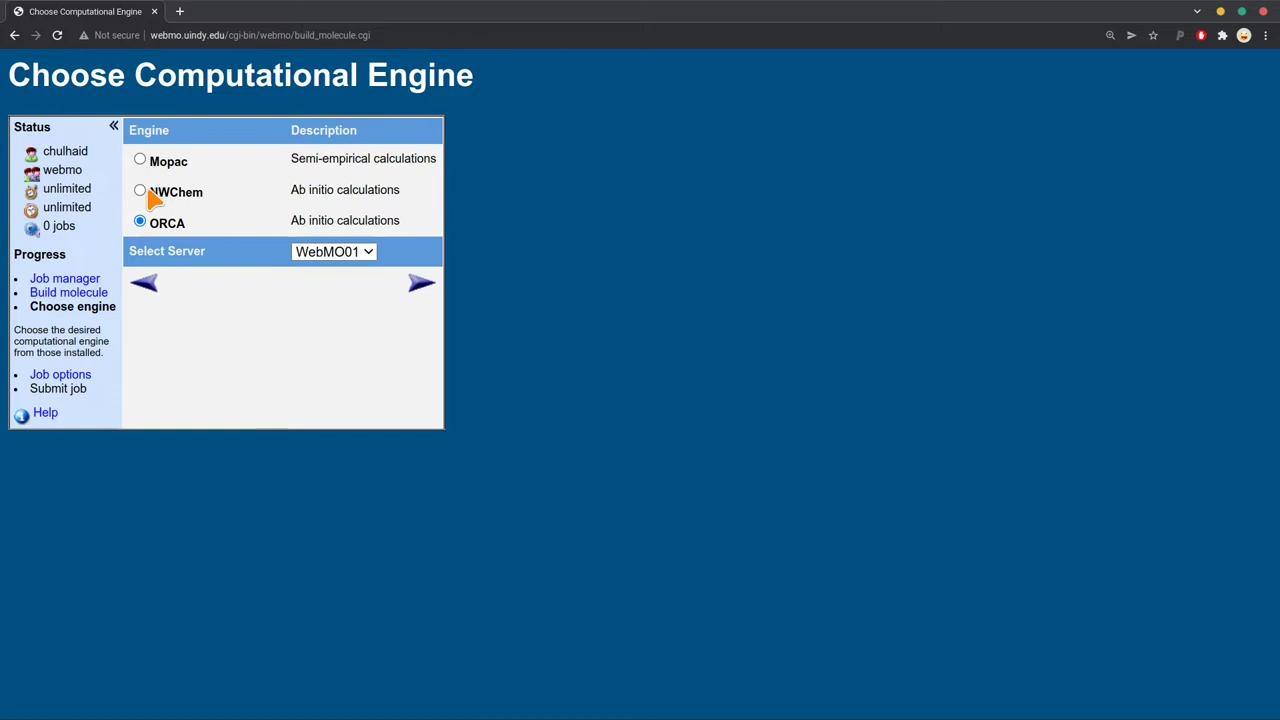 Choose Computational Engine
Not secure
webmo.uindy.edu/cgi-bin/webmo/build_molecule.cgi
Choose Computational Engine
Status
chulhaid
webmo
unlimited
unlimited
0 jobs
Progress
Job manager
Build molecule
Choose engine
Choose the desired
computational engine
from those installed.
Job options
Submit job
Help
Engine Description
Mopac Semi-empirical calculations
NWChem Ab initio calculations
ORCA Ab initio calculations
Select Server WebMO01